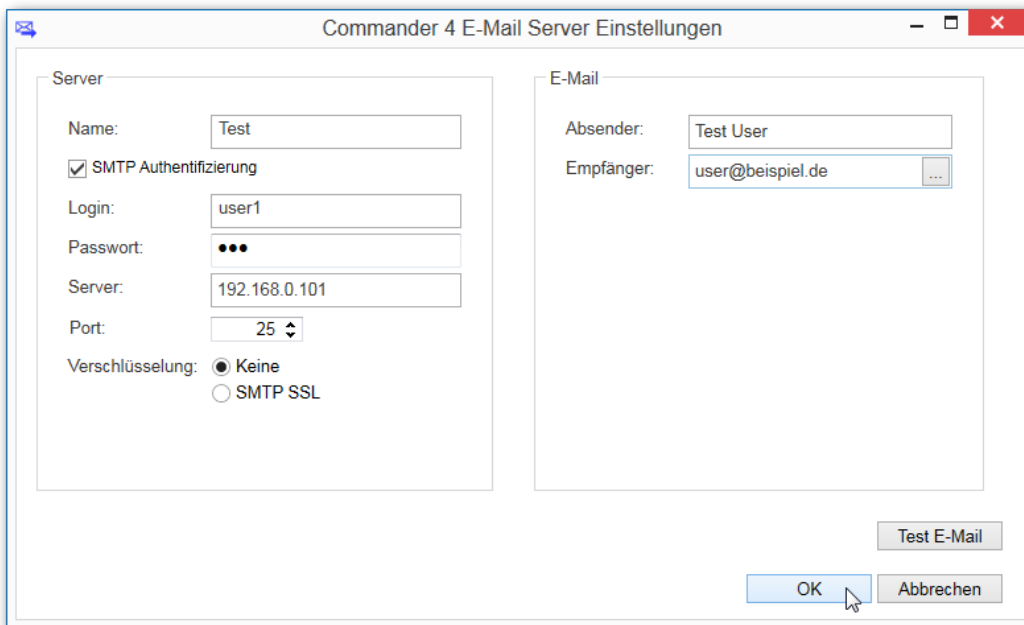 Commander 4 E-Mail Server Einstellungen
Server
Name: Test
SMTP Authentifizierung
Login: user1
Passwort: ●●●
Server: 192.168.0.101
Port: 25
Verschlüsselung: Keine
SMTP SSL
E-Mail
Absender: Test User
Empfänger: user@beispiel.de ...
Test E-Mail
OK Abbrechen